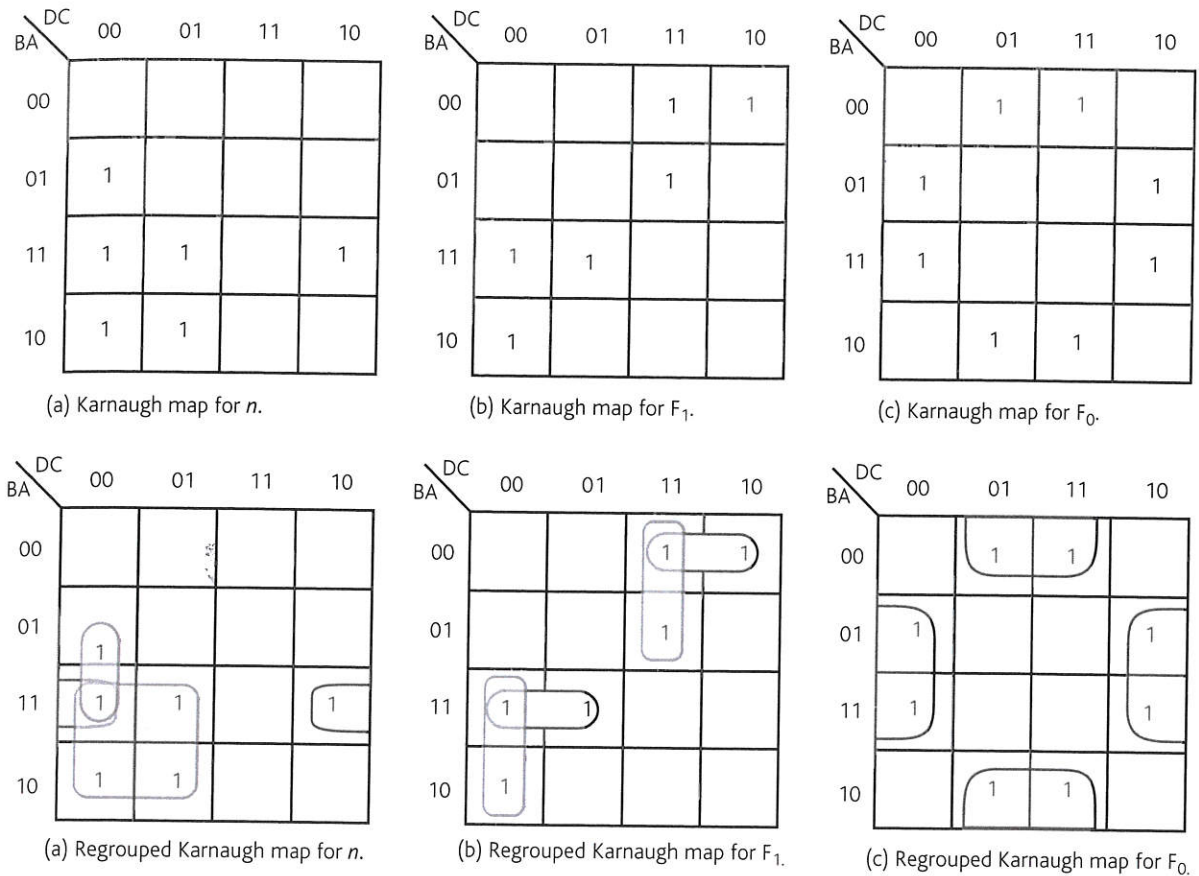 DC
BA 00 01 11 10
00
01 1
11 1 1 1
10 1 1
(a) Karnaugh map for n.
DC
BA 00 01 11 10
00 1 1
01 1
11 1 1
10 1
(b) Karnaugh map for F₁.
DC
BA 00 01 11 10
00 1 1
01 1 1
11 1 1
10 1 1
(c) Karnaugh map for F₀.
DC
BA 00 01 11 10
00
01 1
11 1 1 1
10 1 1
(a) Regrouped Karnaugh map for n.
DC
BA 00 01 11 10
00 1 1
01 1
11 1 1
10 1
(b) Regrouped Karnaugh map for F₁.
DC
BA 00 01 11 10
00 1 1
01 1 1
11 1 1
10 1 1
(c) Regrouped Karnaugh map for F₀.